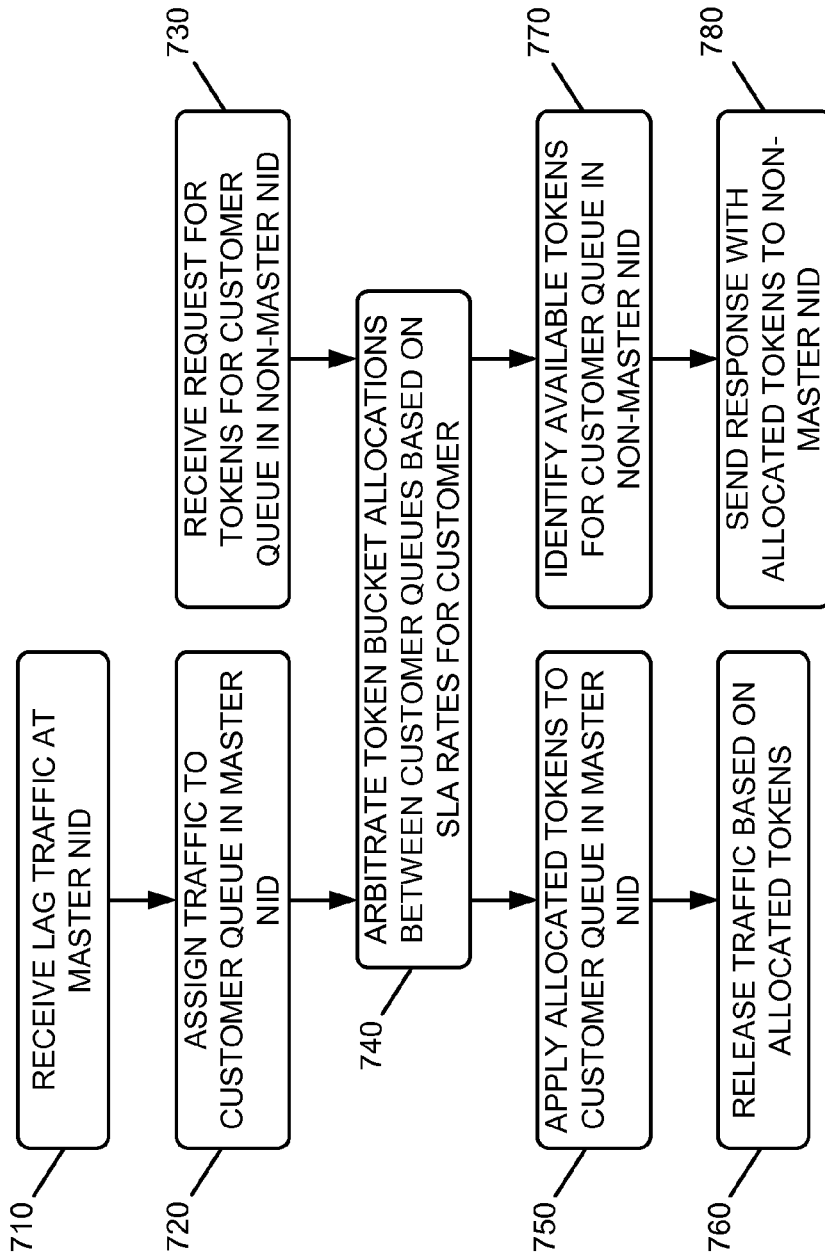 710
RECEIVE LAG TRAFFIC AT
MASTER NID
720
ASSIGN TRAFFIC TO
CUSTOMER QUEUE IN MASTER
NID
730
RECEIVE REQUEST FOR
TOKENS FOR CUSTOMER
QUEUE IN NON-MASTER NID
740
ARBITRATE TOKEN BUCKET ALLOCATIONS
BETWEEN CUSTOMER QUEUES BASED ON
SLA RATES FOR CUSTOMER
750
APPLY ALLOCATED TOKENS TO
CUSTOMER QUEUE IN MASTER
NID
760
RELEASE TRAFFIC BASED ON
ALLOCATED TOKENS
770
IDENTIFY AVAILABLE TOKENS
FOR CUSTOMER QUEUE IN
NON-MASTER NID
780
SEND RESPONSE WITH
ALLOCATED TOKENS TO NON-
MASTER NID